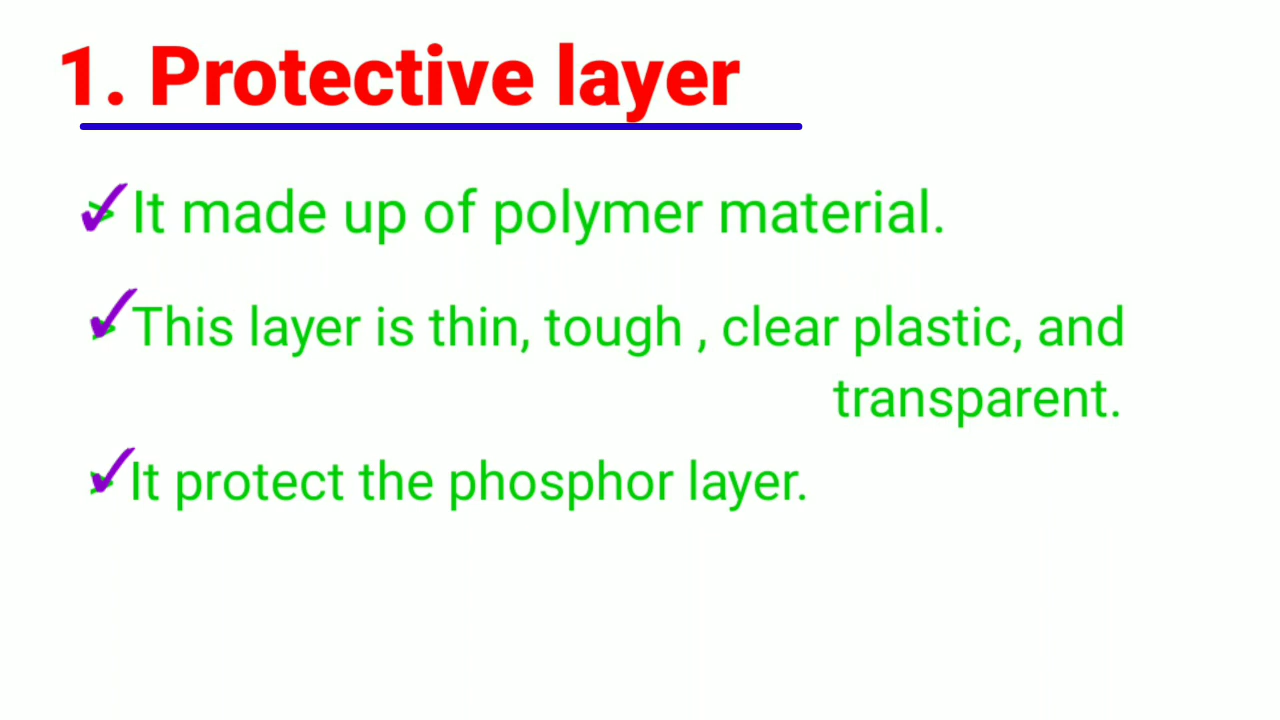 1. Protective layer
✓It made up of polymer material.
✓This layer is thin, tough , clear plastic, and
transparent.
✓It protect the phosphor layer.